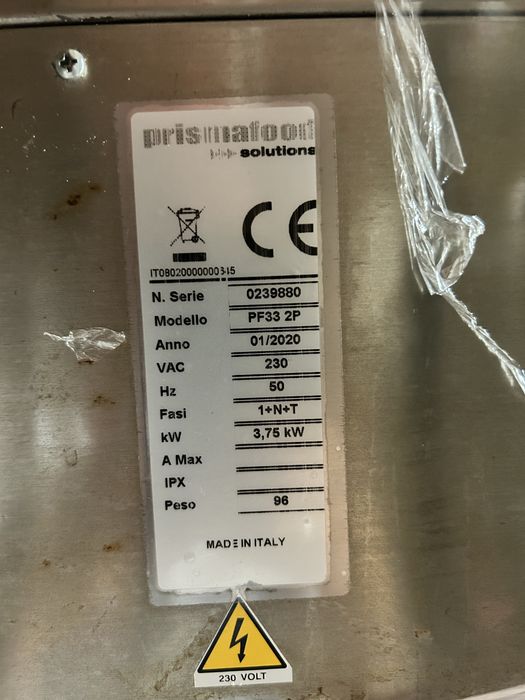 prismafood
solutions
CE
IT08020000000345
N. Serie 0239880
Modello PF33 2P
Anno 01/2020
VAC 230
Hz 50
Fasi 1+N+T
kW 3,75 kW
A Max
IPX
Peso 96
MADE IN ITALY
230 VOLT